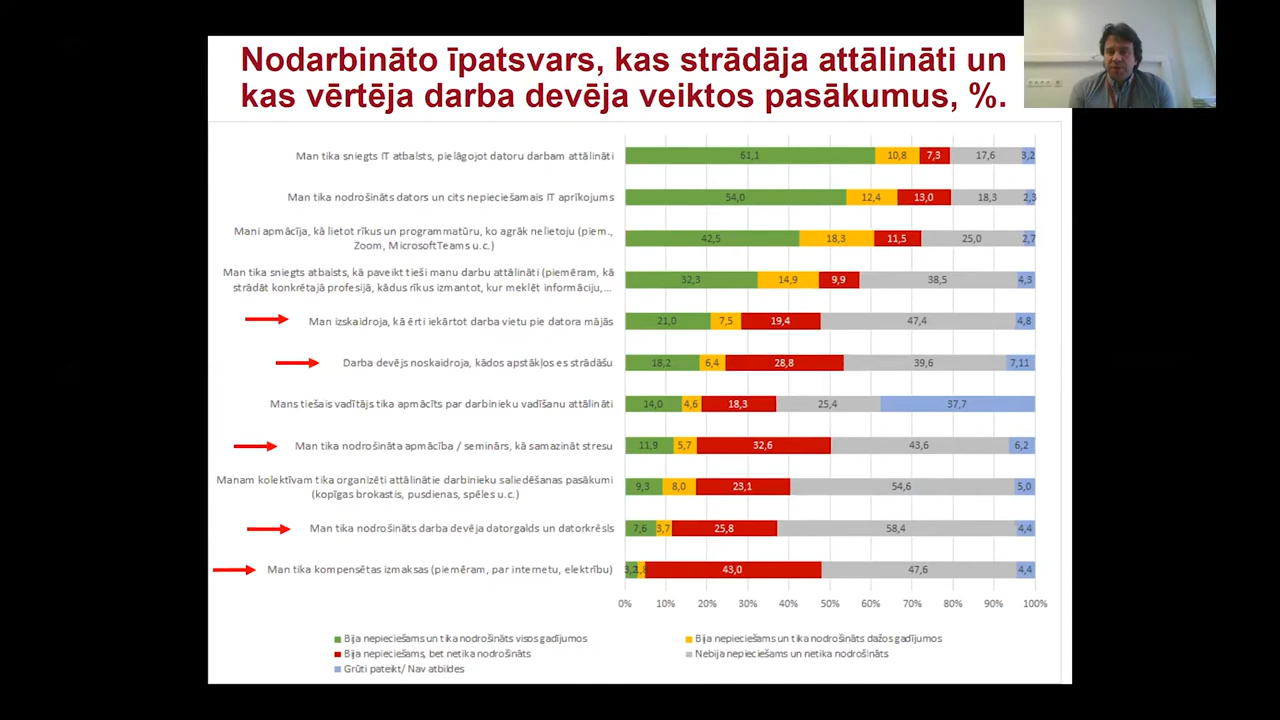 Nodarbināto īpatsvars, kas strādāja attālināti un
kas vērtēja darba devēja veiktos pasākumus, %.
Man tika sniegts IT atbalsts, pielāgojot datoru darbam attālināti
61,1 10,8 7,3 17,6 3,2
Man tika nodrošināts dators un cits nepieciešamais IT aprīkojums
54,0 12,4 13,0 18,3 2,3
Mani apmācīja, kā lietot rīkus un programmatūru, ko agrāk nelietoju (piem.,
Zoom, MicrosoftTeams u.c.)
42,5 18,3 11,5 25,0 2,7
Man tika sniegts atbalsts, kā paveikt tieši manu darbu attālināti (piemēram, kā
strādāt konkrētajā profesijā, kādus rīkus izmantot, kur meklēt informāciju,...
32,3 14,9 9,9 38,5 4,3
Man izskaidroja, kā ērti iekārtot darba vietu pie datora mājās
21,0 7,5 19,4 47,4 4,8
Darba devējs noskaidroja, kādos apstākļos es strādāšu
18,2 6,4 28,8 39,6 7,11
Mans tiešais vadītājs tika apmācīts par darbinieku vadīšanu attālināti
14,0 4,6 18,3 25,4 37,7
Man tika nodrošināta apmācība / seminārs, kā samazināt stresu
11,9 5,7 32,6 43,6 6,2
Manam kolektīvam tika organizēti attālinātie darbinieku saliedēšanas pasākumi
(kopīgas brokastis, pusdienas, spēles u.c.)
9,3 8,0 23,1 54,6 5,0
Man tika nodrošināts darba devēja datorgalds un datorkrēsls
7,6 3,7 25,8 58,4 4,4
Man tika kompensētas izmaksas (piemēram, par internetu, elektrību)
43,0 47,6 4,4
0% 10% 20% 30% 40% 50% 60% 70% 80% 90% 100%
Bija nepieciešams un tika nodrošināts visos gadījumos
Bija nepieciešams un tika nodrošināts dažos gadījumos
Bija nepieciešams, bet netika nodrošināts
Nebija nepieciešams un netika nodrošināts
Grūti pateikt/ Nav atbildes